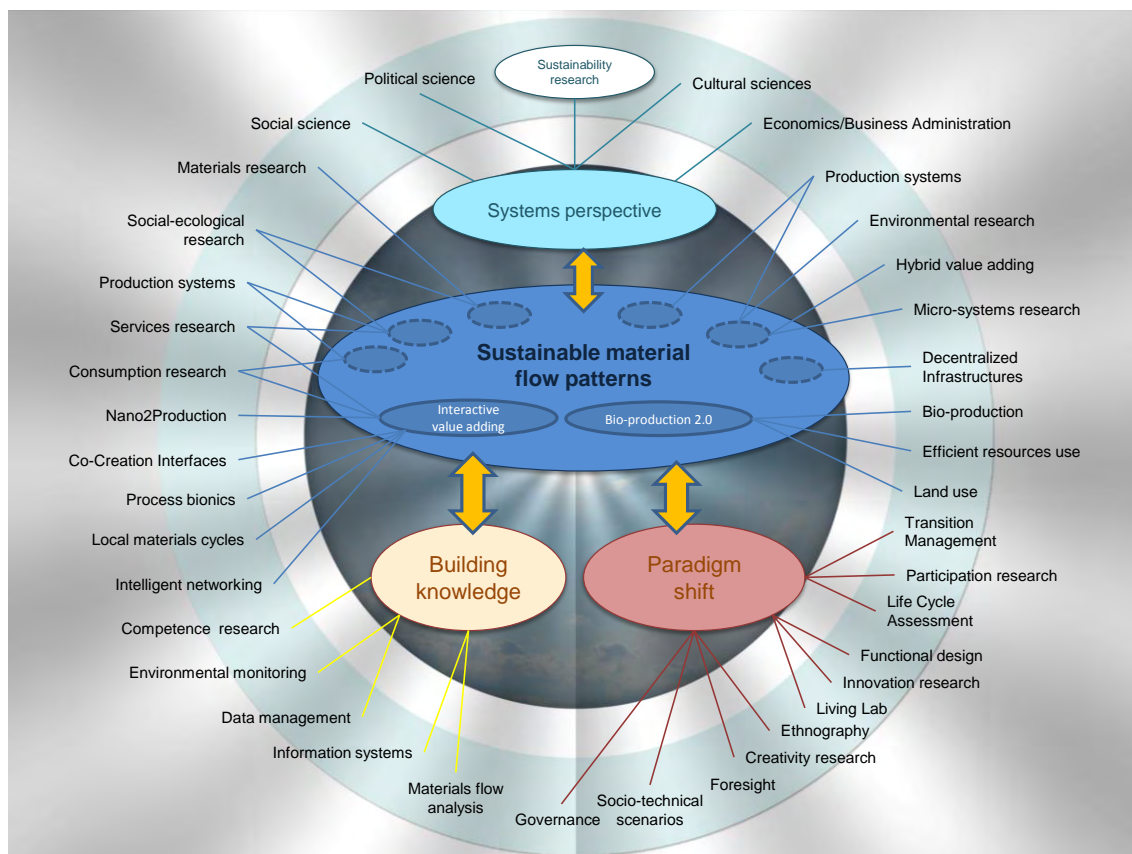 Sustainability
research
Political science
Cultural sciences
Social science
Economics/Business Administration
Materials research
Production systems
Systems perspective
Social-ecological
research
Environmental research
Production systems
Hybrid value adding
Services research
Micro-systems research
Sustainable material
flow patterns
Consumption research
Decentralized
Infrastructures
Nano2Production
Interactive
value adding
Bio-production 2.0
Bio-production
Co-Creation Interfaces
Efficient resources use
Process bionics
Land use
Local materials cycles
Transition
Management
Intelligent networking
Building
knowledge
Paradigm
shift
Participation research
Competence research
Life Cycle
Assessment
Environmental monitoring
Functional design
Innovation research
Data management
Living Lab
Ethnography
Information systems
Creativity research
Materials flow
analysis
Foresight
Governance
Socio-technical
scenarios